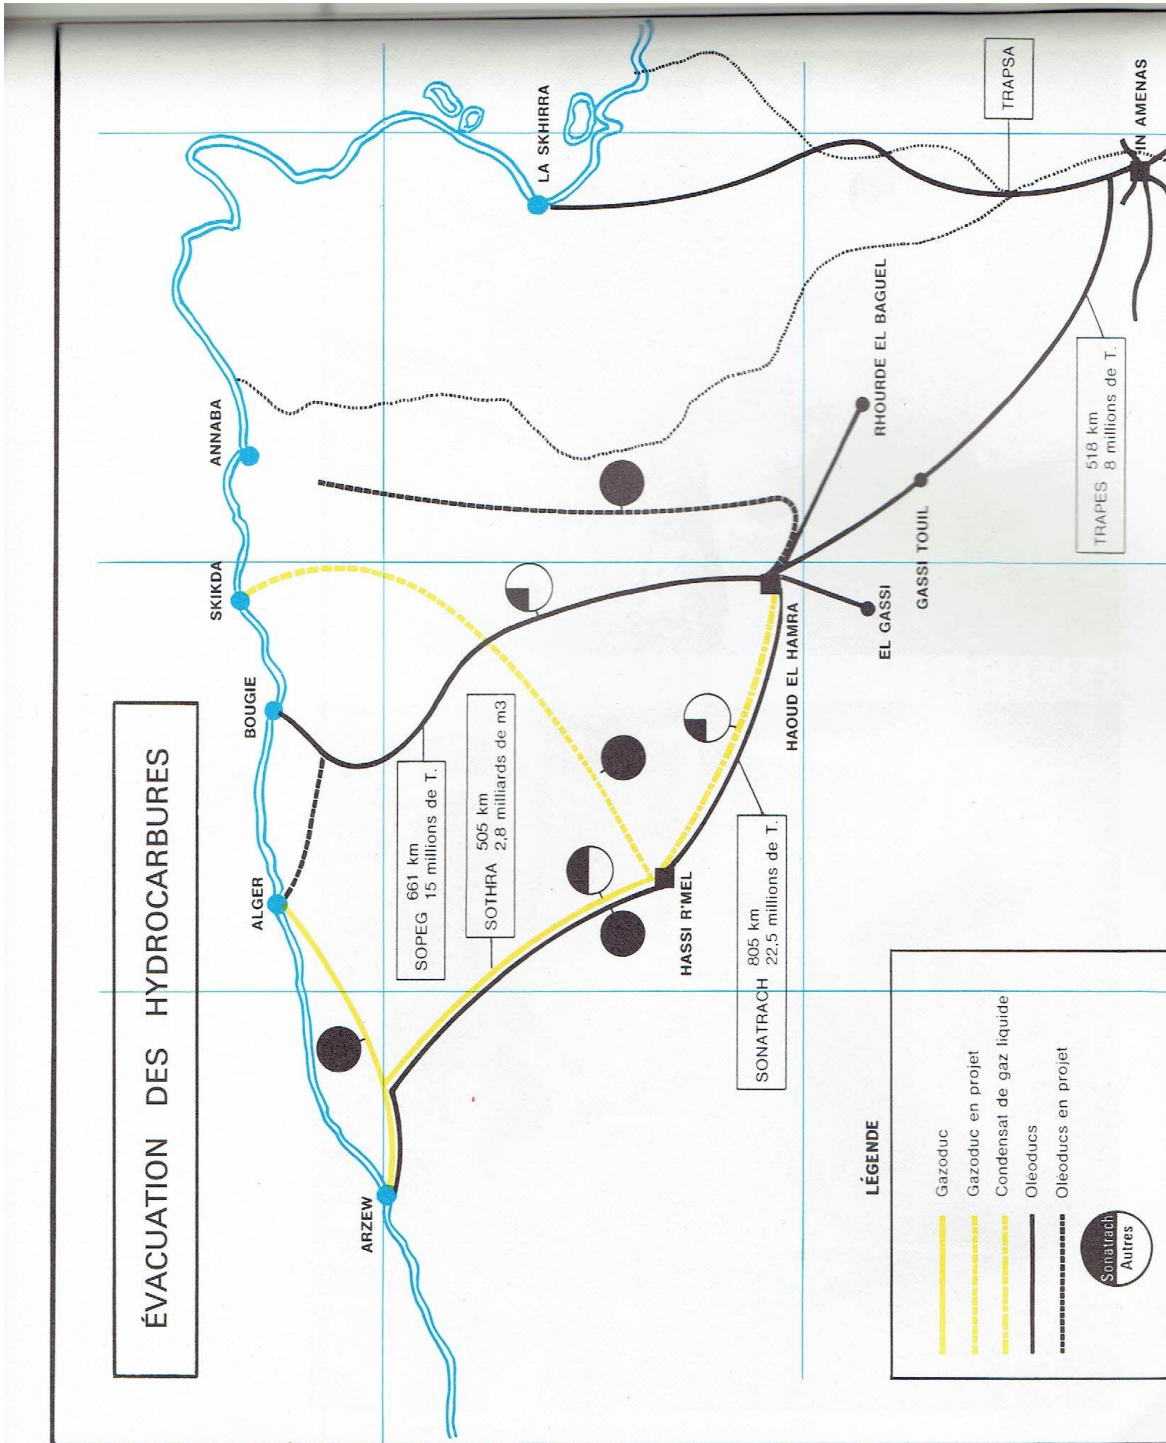 ÉVACUATION DES HYDROCARBURES
ARZEW
ALGER
BOUGIE
SKIKDA
ANNABA
LA SKHIRRA
SOPEG 661 km
15 millions de T.
SOTHRA 505 km
2,8 milliards de m3
HASSI R'MEL
SONATRACH 805 km
22,5 millions de T.
HAOUD EL HAMRA
EL GASSI
GASSI TOUIL
RHOURDE EL BAGUEL
TRAPES 518 km
8 millions de T.
TRAPSA
IN AMENAS
LÉGENDE
Gazoduc
Gazoduc en projet
Condensat de gaz liquide
Oléoducs
Oléoducs en projet
Sonatrach
Autres